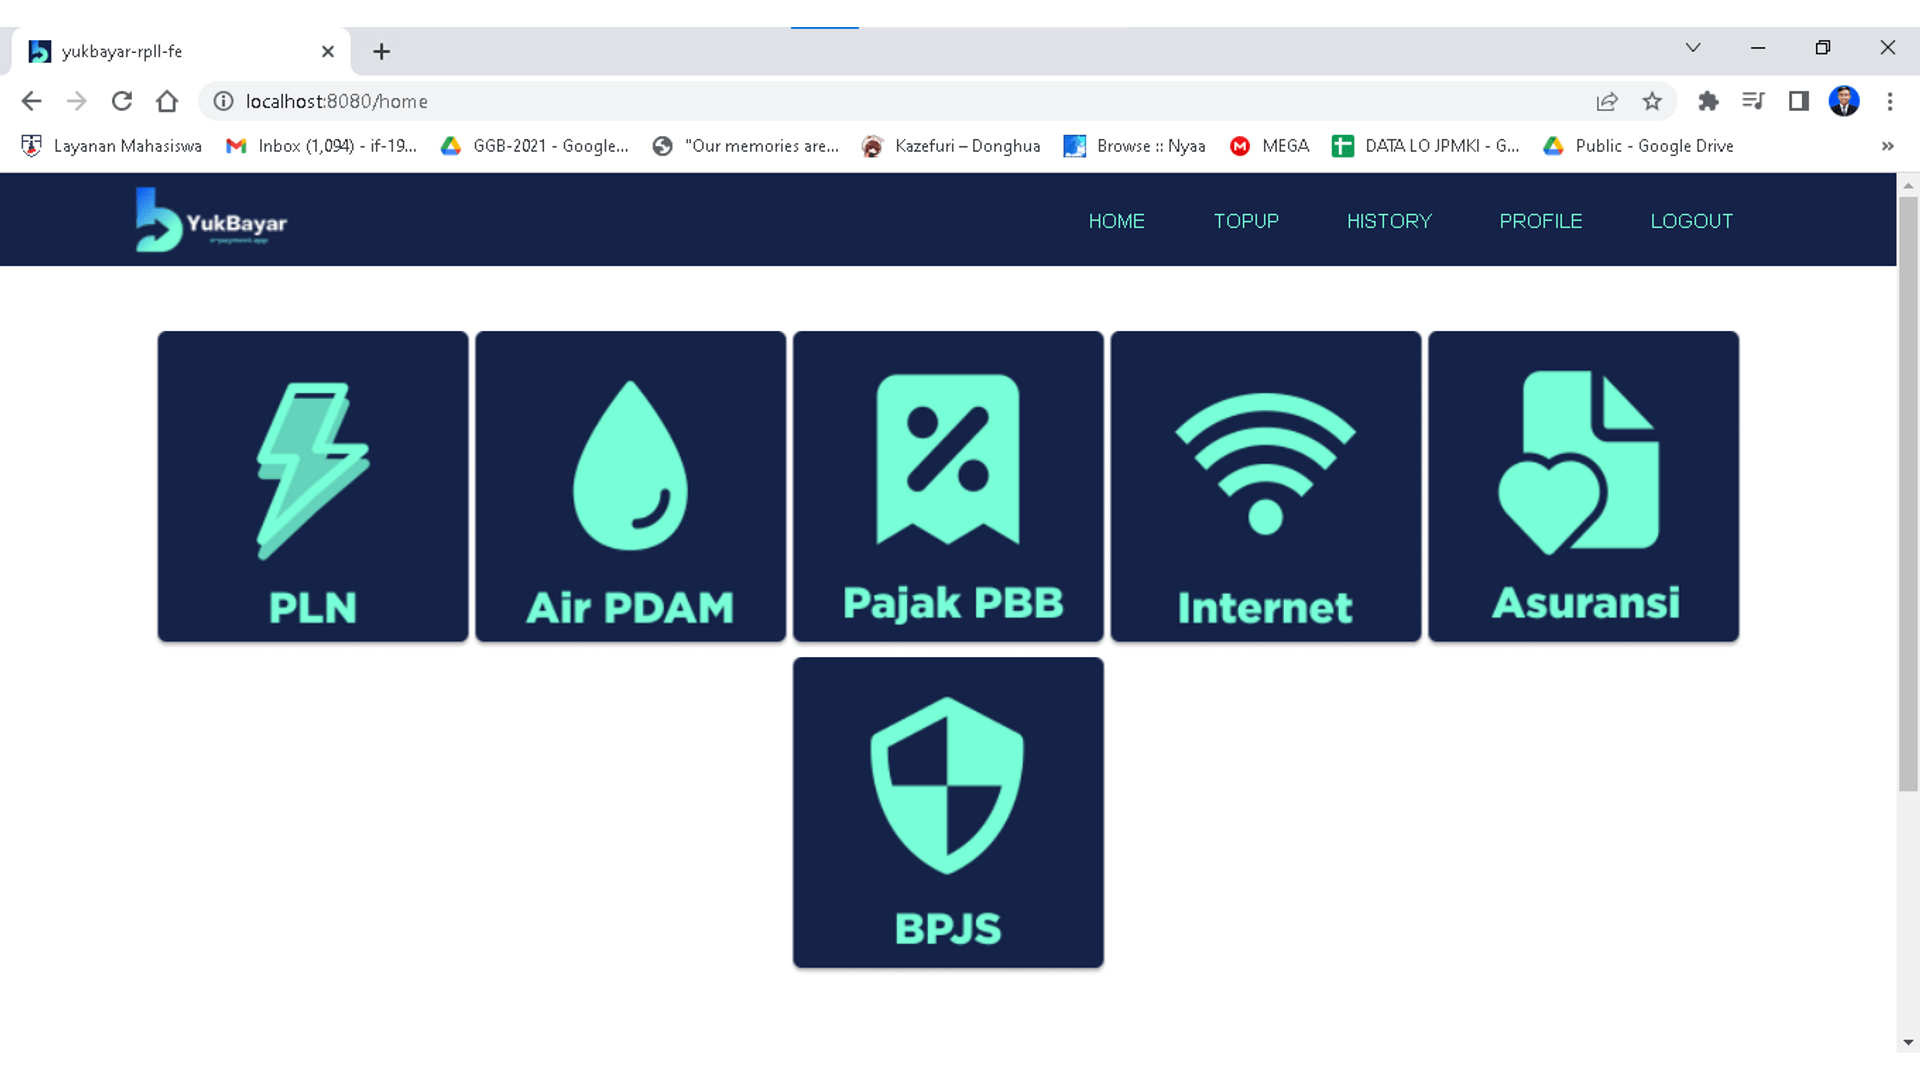 yukbayar-rpll-fe
localhost:8080/home
Layanan Mahasiswa Inbox (1,094) - if-19... GGB-2021 - Google... "Our memories are... Kazefuri – Donghua Browse :: Nyaa MEGA DATA LO JPMKI - G... Public - Google Drive »
YukBayar HOME TOPUP HISTORY PROFILE LOGOUT
e-payment app
PLN Air PDAM Pajak PBB Internet Asuransi
BPJS